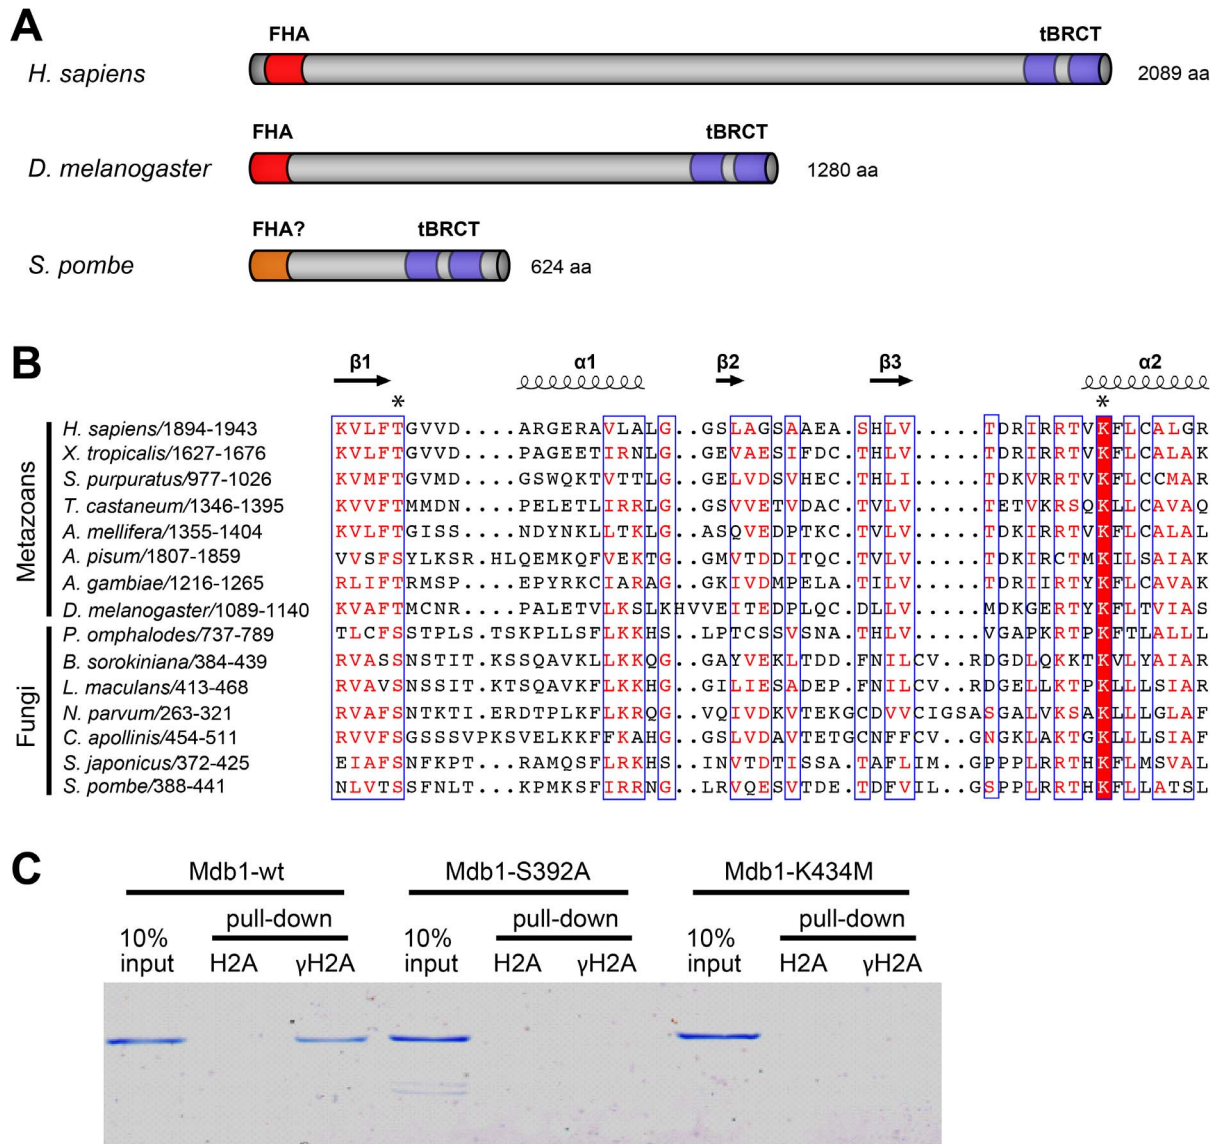 A
FHA tBRCT
H. sapiens 2089 aa
FHA tBRCT
D. melanogaster 1280 aa
FHA? tBRCT
S. pombe 624 aa
B
β1 α1 β2 β3 α2
* *
Metazoans
H. sapiens/1894-1943 KVLFTGVVD....ARGERAVLALG..GSLAGSAAEA.SHLV.....TDRIRRTVKFLCALGR
X. tropicalis/1627-1676 KVLFTGVVD....PAGEETIRNLG..GEVAESIFDC.THLV.....TDRIRRTVKFLCALAK
S. purpuratus/977-1026 KVMFTGVMD....GSWQKTVTTLG..GELVDSVHEC.THLI.....TDKVRRTVKFLCCMAR
T. castaneum/1346-1395 KVVFTMMDN....PELETLIRRLG..GSVVETVDAC.TVLV.....TETVKRSQKLLCAVAQ
A. mellifera/1355-1404 KVLFTGISS....NDYNKLLTKLG..ASQVEDPTKC.TVLV.....TDKIRRTVKFLCALAL
A. pisum/1807-1859 VVSFSYLKSR.HLQEMKQFVEKTG..GMVTDDITQC.TVLV.....TDKIRCTMKILSAIAK
A. gambiae/1216-1265 RLIFTRMSP....EPYRKCIARAG..GKIVDMPELA.TILV.....TDRIIRTYKFLCAVAK
D. melanogaster/1089-1140 KVAFTMCNR....PALETVLKSLKHVVEITEDPLQC.DLLV.....MDKGERTYKFLTVIAS
Fungi
P. omphalodes/737-789 TLCFSSTPLS.TSKPLLSFLKKHS..LPTCSSVSNA.THLV.....VGAPKRTPKFTLALLL
B. sorokiniana/384-439 RVASSNSTIT.KSSQAVKLLKKQG..GAYVEKLTDD.FNILCV..RDGDLQKKTKVLYAIAR
L. maculans/413-468 RVAVSNSSIT.KTSQAVKFLKKHG..GILIESADEP.FNILCV..RDGELLKTPKLLLSIAR
N. parvum/263-321 RVAFSNTKTI.ERDTPLKFLKRQG..VQIVDKVTEKGCDVVCIGSASGALVKSAKLLLGLAF
C. apollinis/454-511 RVVFSGSSSVPKSVELKKFFKAHG..GSLVDAVTETGCNFFCV..GNGKLAKTGKLLLSIAF
S. japonicus/372-425 EIAFSNFKPT....RAMQSFLRKHS..INVTDTISSA.TAFLIM..GPPPLRRTHKFLMSVAL
S. pombe/388-441 NLVTSSFNLT....KPMKSFIRRNG..LRVQESVTDE.TDFVIL..GSPPLRRTHKFLLATSL
C
Mdb1-wt Mdb1-S392A Mdb1-K434M
pull-down pull-down pull-down
10% input H2A γH2A 10% input H2A γH2A 10% input H2A γH2A